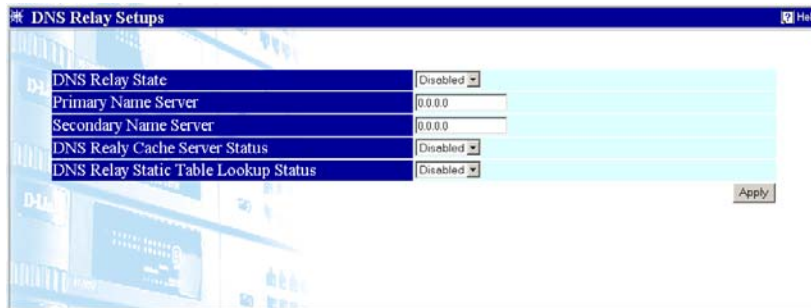 DNS Relay Setups
? Hel
DNS Relay State Disabled
Primary Name Server 0.0.0.0
Secondary Name Server 0.0.0.0
DNS Realy Cache Server Status Disabled
DNS Relay Static Table Lookup Status Disabled
Apply